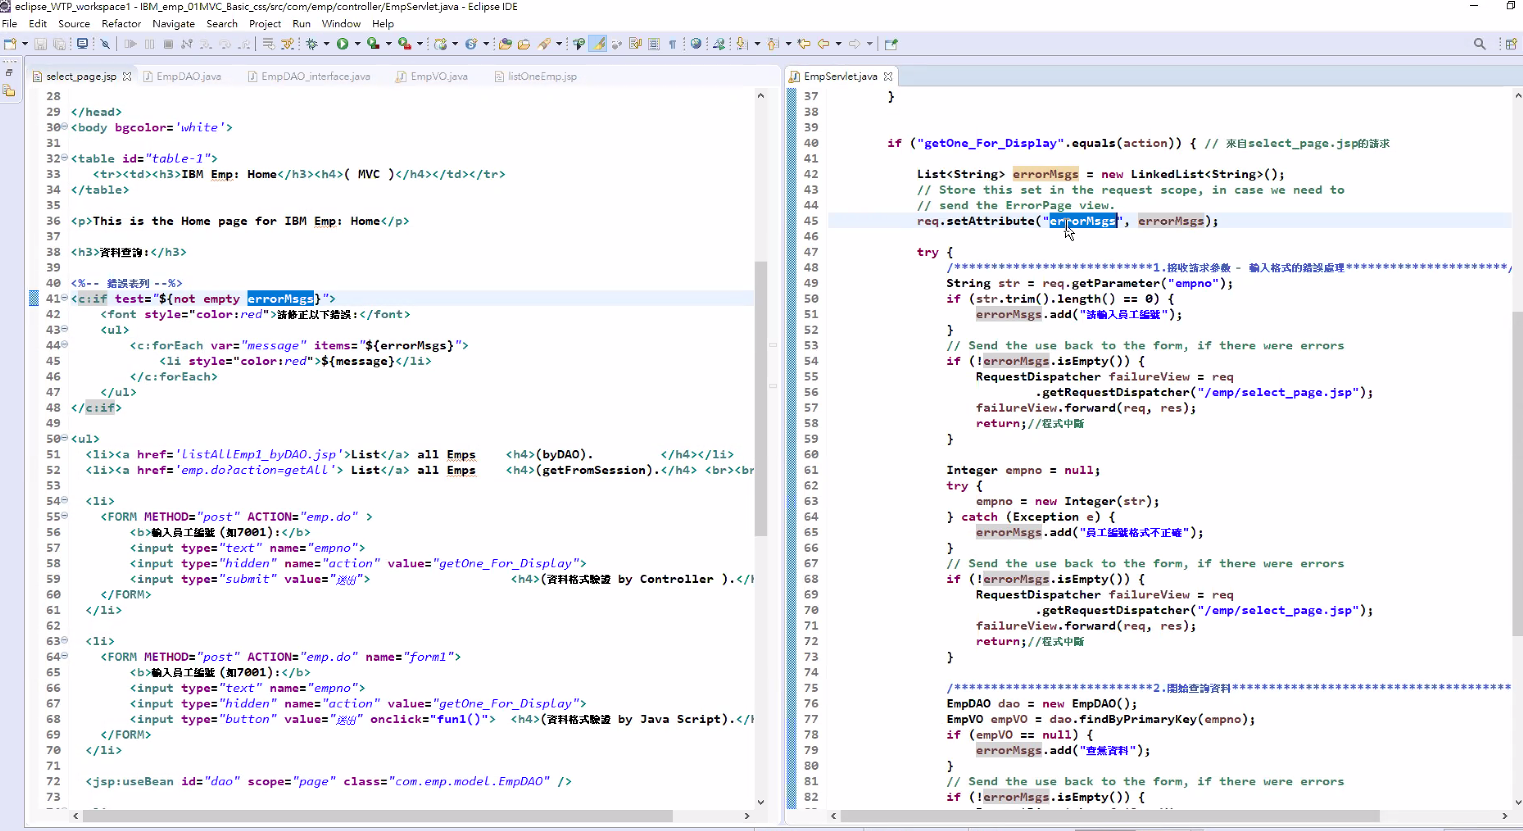 eclipse_WTP_workspace1 - IBM_emp_01MVC_Basic_css/src/com/emp/controller/EmpServlet.java - Eclipse IDE
File Edit Source Refactor Navigate Search Project Run Window Help
select_page.jsp EmpDAO.java EmpDAO_interface.java EmpVO.java listOneEmp.jsp
28
29 </head>
30 <body bgcolor='white'>
31
32 <table id="table-1">
33 <tr><td><h3>IBM Emp: Home</h3><h4>( MVC )</h4></td></tr>
34 </table>
35
36 <p>This is the Home page for IBM Emp: Home</p>
37
38 <h3>資料查詢:</h3>
39
40 <%-- 錯誤表列 --%>
41 <c:if test="${not empty errorMsgs}">
42 <font style="color:red">請修正以下錯誤:</font>
43 <ul>
44 <c:forEach var="message" items="${errorMsgs}">
45 <li style="color:red">${message}</li>
46 </c:forEach>
47 </ul>
48 </c:if>
49
50 <ul>
51 <li><a href='listAllEmp1_byDAO.jsp'>List</a> all Emps <h4>(byDAO). </h4></li>
52 <li><a href='emp.do?action=getAll'> List</a> all Emps <h4>(getFromSession).</h4> <br><br
53
54 <li>
55 <FORM METHOD="post" ACTION="emp.do" >
56 <b>輸入員工編號 (如7001):</b>
57 <input type="text" name="empno">
58 <input type="hidden" name="action" value="getOne_For_Display">
59 <input type="submit" value="送出"> <h4>(資料格式驗證 by Controller ).</h
60 </FORM>
61 </li>
62
63 <li>
64 <FORM METHOD="post" ACTION="emp.do" name="form1">
65 <b>輸入員工編號 (如7001):</b>
66 <input type="text" name="empno">
67 <input type="hidden" name="action" value="getOne_For_Display">
68 <input type="button" value="送出" onclick="fun1()"> <h4>(資料格式驗證 by Java Script).</h
69 </FORM>
70 </li>
71
72 <jsp:useBean id="dao" scope="page" class="com.emp.model.EmpDAO" />
73
EmpServlet.java
37 }
38
39
40 if ("getOne_For_Display".equals(action)) { // 來自select_page.jsp的請求
41
42 List<String> errorMsgs = new LinkedList<String>();
43 // Store this set in the request scope, in case we need to
44 // send the ErrorPage view.
45 req.setAttribute("errorMsgs", errorMsgs);
46
47 try {
48 /***************************1.接收請求參數 - 輸入格式的錯誤處理**********************/
49 String str = req.getParameter("empno");
50 if (str.trim().length() == 0) {
51 errorMsgs.add("請輸入員工編號");
52 }
53 // Send the use back to the form, if there were errors
54 if (!errorMsgs.isEmpty()) {
55 RequestDispatcher failureView = req
56 .getRequestDispatcher("/emp/select_page.jsp");
57 failureView.forward(req, res);
58 return;//程式中斷
59 }
60
61 Integer empno = null;
62 try {
63 empno = new Integer(str);
64 } catch (Exception e) {
65 errorMsgs.add("員工編號格式不正確");
66 }
67 // Send the use back to the form, if there were errors
68 if (!errorMsgs.isEmpty()) {
69 RequestDispatcher failureView = req
70 .getRequestDispatcher("/emp/select_page.jsp");
71 failureView.forward(req, res);
72 return;//程式中斷
73 }
74
75 /***************************2.開始查詢資料*****************************************
76 EmpDAO dao = new EmpDAO();
77 EmpVO empVO = dao.findByPrimaryKey(empno);
78 if (empVO == null) {
79 errorMsgs.add("查無資料");
80 }
81 // Send the use back to the form, if there were errors
82 if (!errorMsgs.isEmpty()) {